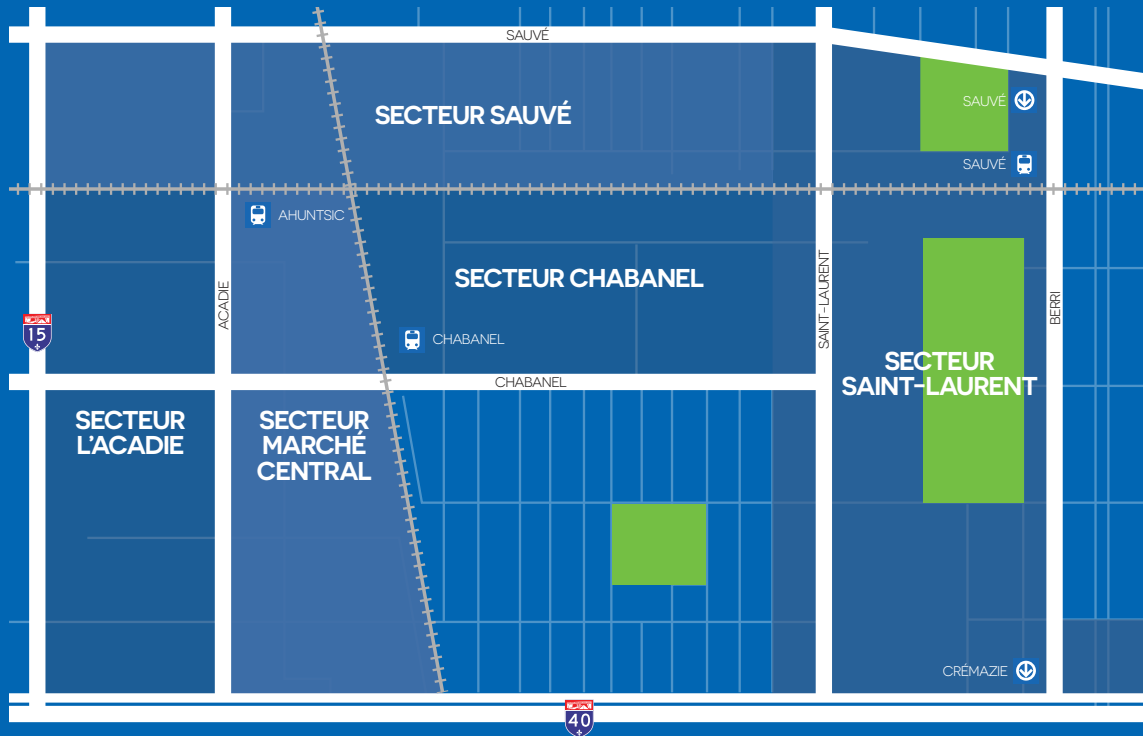 SAUVÉ
SECTEUR SAUVÉ
SAUVÉ
SAUVÉ
AHUNTSIC
SECTEUR CHABANEL
ACADIE
SAINT-LAURENT
BERRI
15
CHABANEL
CHABANEL
SECTEUR
SAINT-LAURENT
SECTEUR
L'ACADIE
SECTEUR
MARCHÉ
CENTRAL
CRÉMAZIE
40